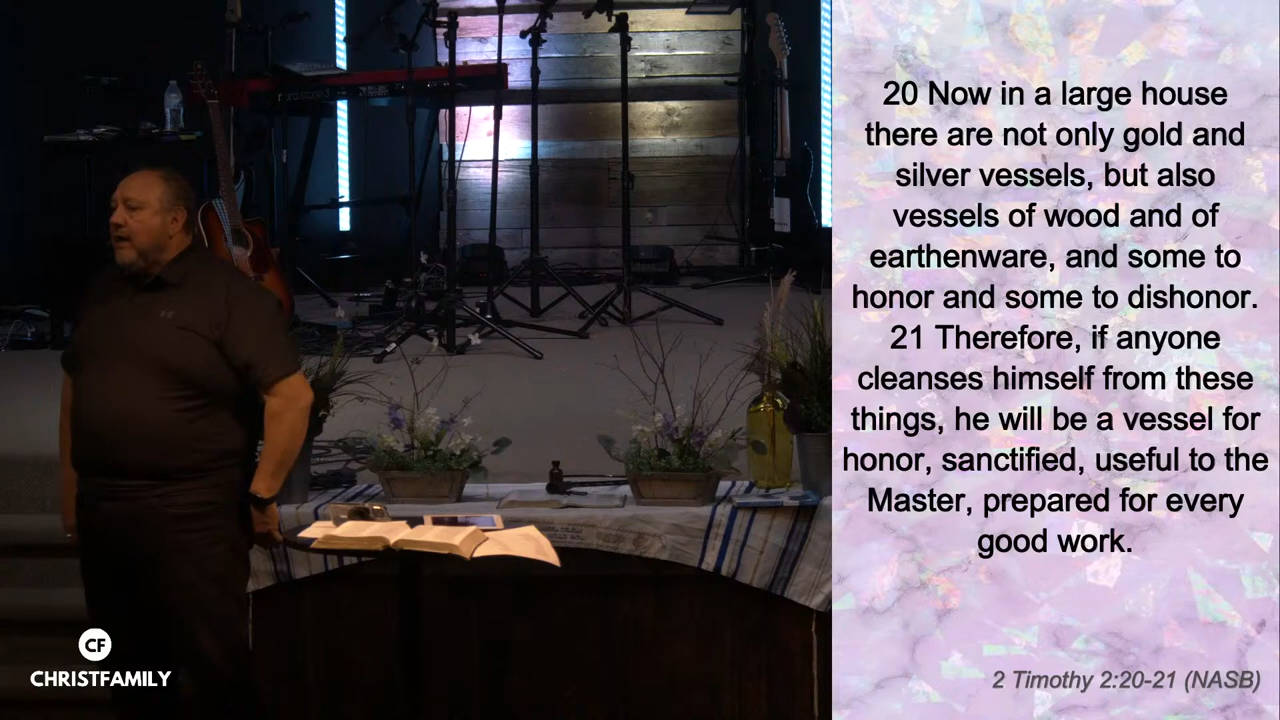 20 Now in a large house
there are not only gold and
silver vessels, but also
vessels of wood and of
earthenware, and some to
honor and some to dishonor.
21 Therefore, if anyone
cleanses himself from these
things, he will be a vessel for
honor, sanctified, useful to the
Master, prepared for every
good work.
2 Timothy 2:20-21 (NASB)
CF
CHRISTFAMILY